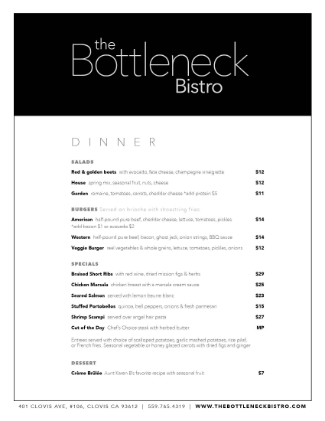 the
Bottleneck
Bistro
DINNER
SALADS
Red & golden beets with avocado, feta cheese, champagne vinaigrette $12
House spring mix, seasonal fruit, nuts, cheese $12
Garden romaine, tomatoes, carrots, cheddar cheese *add protein $5 $11
BURGERS Served on brioche with shoestring fries
American half-pound pure beef, cheddar cheese, lettuce, tomatoes, pickles $14
*add bacon $1 or avocado $2
Western half-pound pure beef, bacon, ghost jack, onion strings, BBQ sauce $14
Veggie Burger real vegetables & whole grains, lettuce, tomatoes, pickles, onions $12
SPECIALS
Braised Short Ribs with red wine, dried mission figs & herbs $29
Chicken Marsala chicken breast with a marsala cream sauce $25
Seared Salmon served with lemon beurre blanc $23
Stuffed Portobellos quinoa, bell peppers, onions & fresh parmesan $15
Shrimp Scampi served over angel hair pasta $27
Cut of the Day Chef's Choice steak with herbed butter MP
Entrees served with choice of scalloped potatoes, garlic mashed potatoes, rice pilaf,
or French fries. Seasonal vegetable or honey glazed carrots with dried figs and ginger
DESSERT
Crème Brûlée Aunt Karen B's favorite recipe with seasonal fruit $7
401 CLOVIS AVE, #106, CLOVIS CA 93612 | 559.765.4319 | WWW.THEBOTTLENECKBISTRO.COM